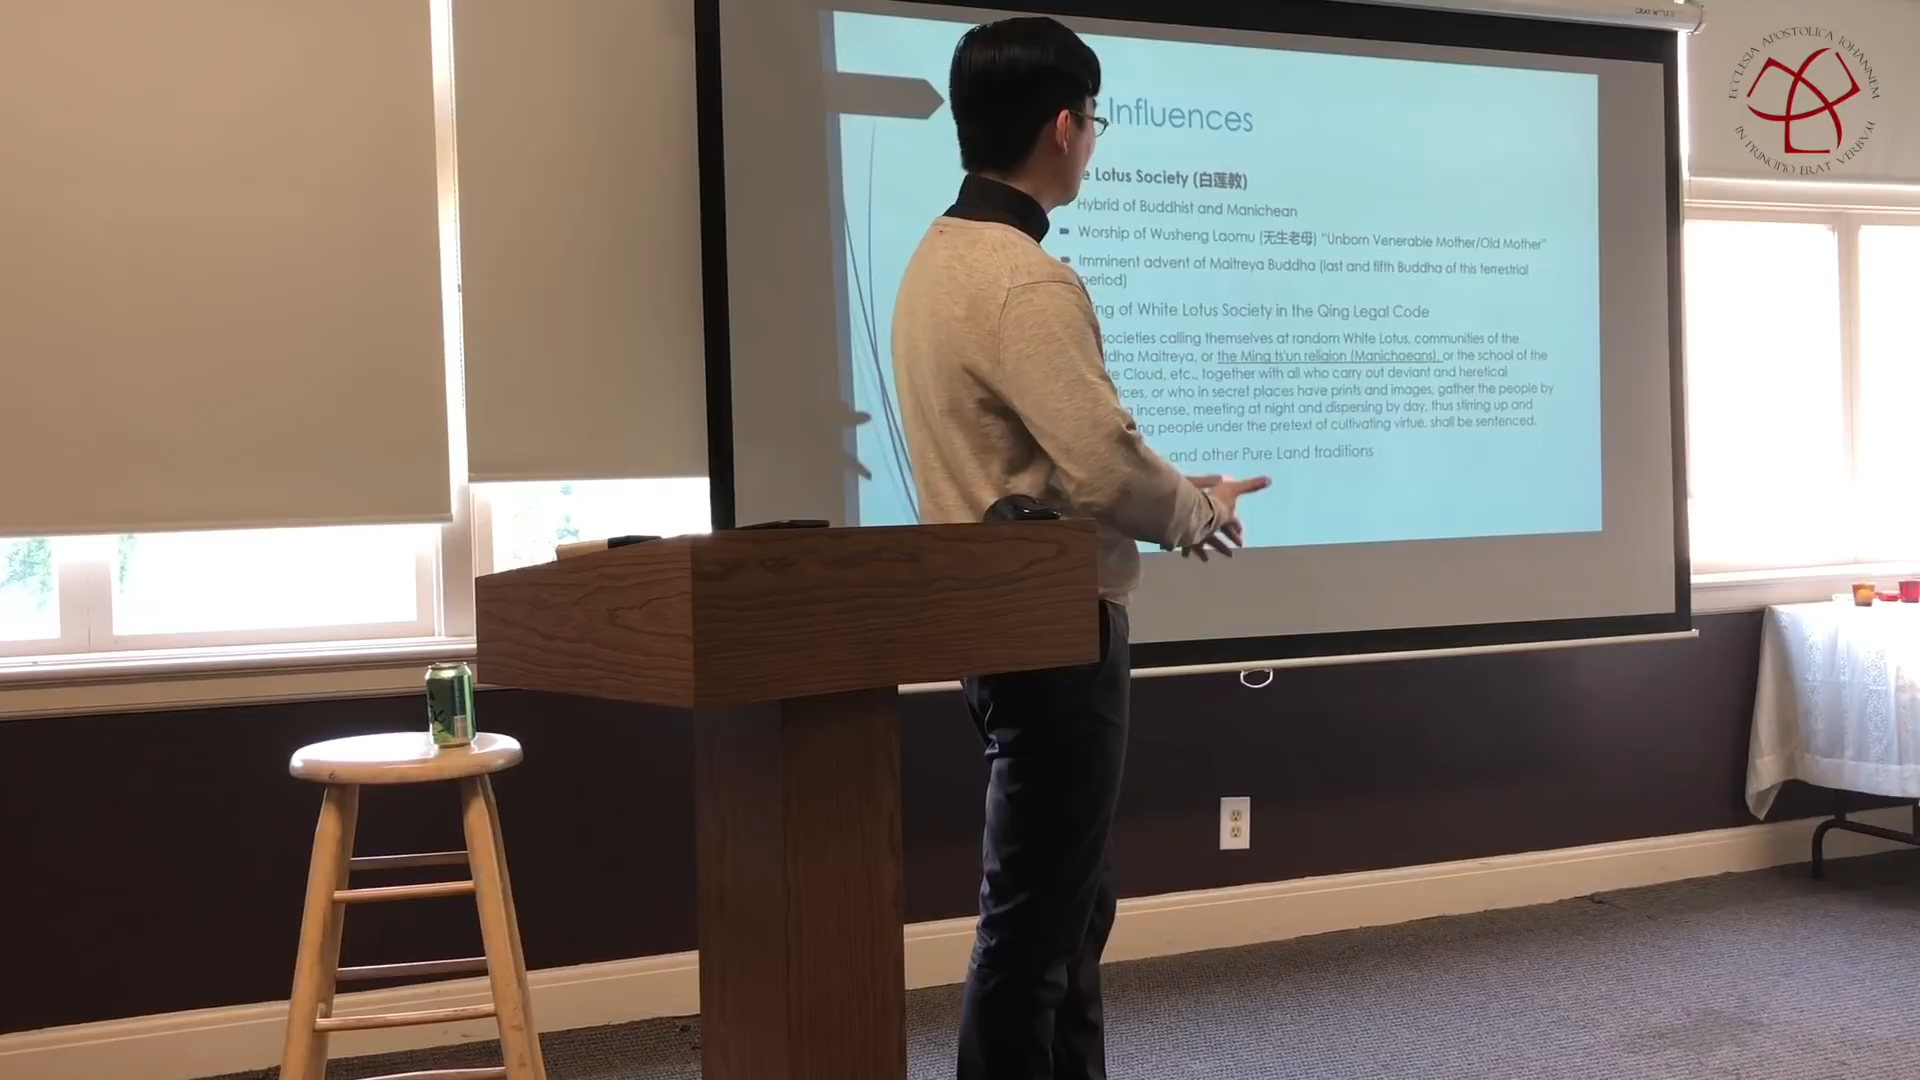 ECCLESIA APOSTOLICA IOHANNEM
IN PRINCIPIO ERAT VERBVM
Influences
Lotus Society (白莲教)
Hybrid of Buddhist and Manichean
Worship of Wusheng Laomu (无生老母) "Unborn Venerable Mother/Old Mother"
Imminent advent of Maitreya Buddha (last and fifth Buddha of this terrestrial
period)
of White Lotus Society in the Qing Legal Code
societies calling themselves at random White Lotus, communities of the
Maitreya, or the Ming ts'un religion (Manichaeans), or the school of the
Cloud, etc., together with all who carry out deviant and heretical
or who in secret places have prints and images, gather the people by
incense, meeting at night and dispersing by day, thus stirring up and
people under the pretext of cultivating virtue, shall be sentenced.
and other Pure Land traditions